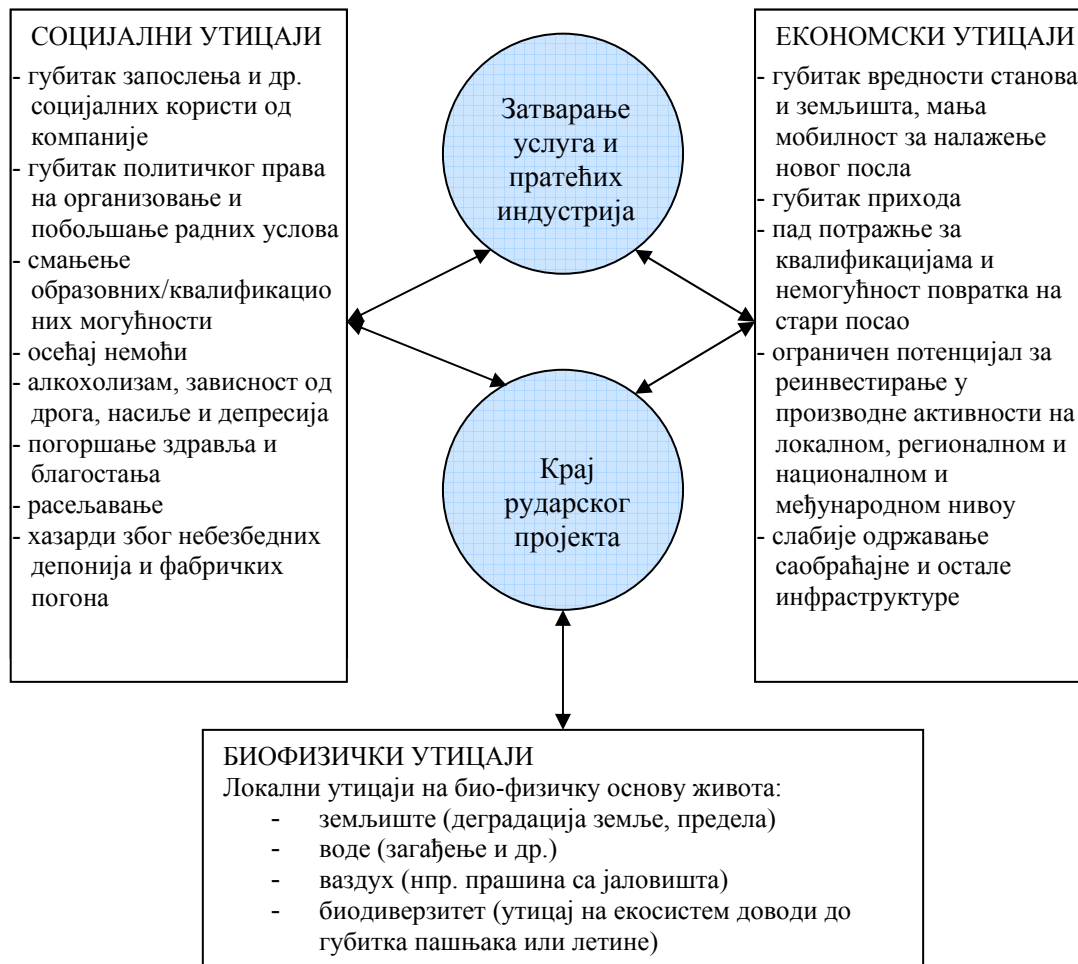 СОЦИЈАЛНИ УТИЦАЈИ
- губитак запослења и др.
социјалних користи од
компаније
- губитак политичког права
на организовање и
побољшање радних услова
- смањење
образовних/квалификацио
них могућности
- осећај немоћи
- алкохолизам, зависност од
дрога, насиље и депресија
- погоршање здравља и
благостања
- расељавање
- хазарди због небезбедних
депонија и фабричких
погона
Затварање
услуга и
пратећих
индустрија
Крај
рударског
пројекта
ЕКОНОМСКИ УТИЦАЈИ
- губитак вредности станова
и земљишта, мања
мобилност за налажење
новог посла
- губитак прихода
- пад потражње за
квалификацијама и
немогућност повратка на
стари посао
- ограничен потенцијал за
реинвестирање у
производне активности на
локалном, регионалном и
националном и
међународном нивоу
- слабије одржавање
саобраћајне и остале
инфраструктуре
БИОФИЗИЧКИ УТИЦАЈИ
Локални утицаји на био-физичку основу живота:
- земљиште (деградација земље, предела)
- воде (загађење и др.)
- ваздух (нпр. прашина са јаловишта)
- биодиверзитет (утицај на екосистем доводи до
губитка пашњака или летине)